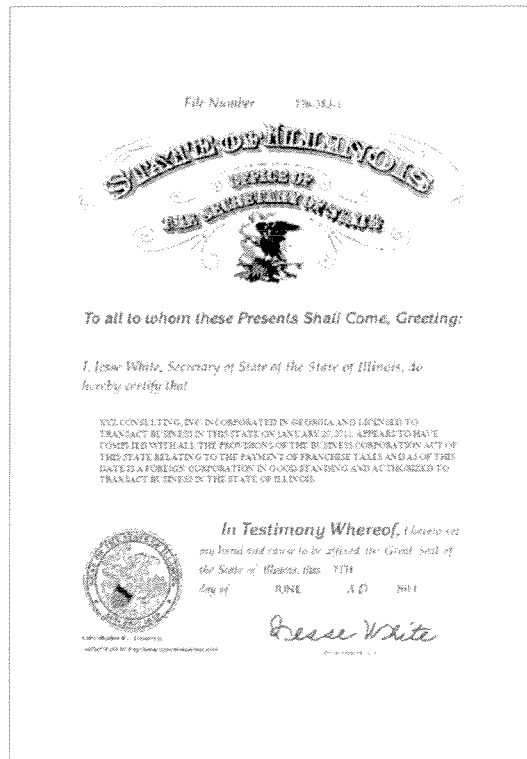 File Number
STATE OF ILLINOIS
OFFICE OF
THE SECRETARY OF STATE
To all to whom these Presents Shall Come, Greeting:
I, Jesse White, Secretary of State of the State of Illinois, do
hereby certify that
XYZ CONSULTING, INC. INCORPORATED IN GEORGIA AND LICENSED TO
TRANSACT BUSINESS IN THIS STATE ON JANUARY APPEARS TO HAVE
COMPLIED WITH ALL THE PROVISIONS OF THE BUSINESS CORPORATION ACT OF
THIS STATE RELATING TO THE PAYMENT OF FRANCHISE TAXES AND AS OF THIS
DATE IS A FOREIGN CORPORATION IN GOOD STANDING AND AUTHORIZED TO
TRANSACT BUSINESS IN THE STATE OF ILLINOIS
In Testimony Whereof, I hereto set
my hand and cause to be affixed the Great Seal of
the State of Illinois, this
day of JUNE A.D. 2011
Jesse White